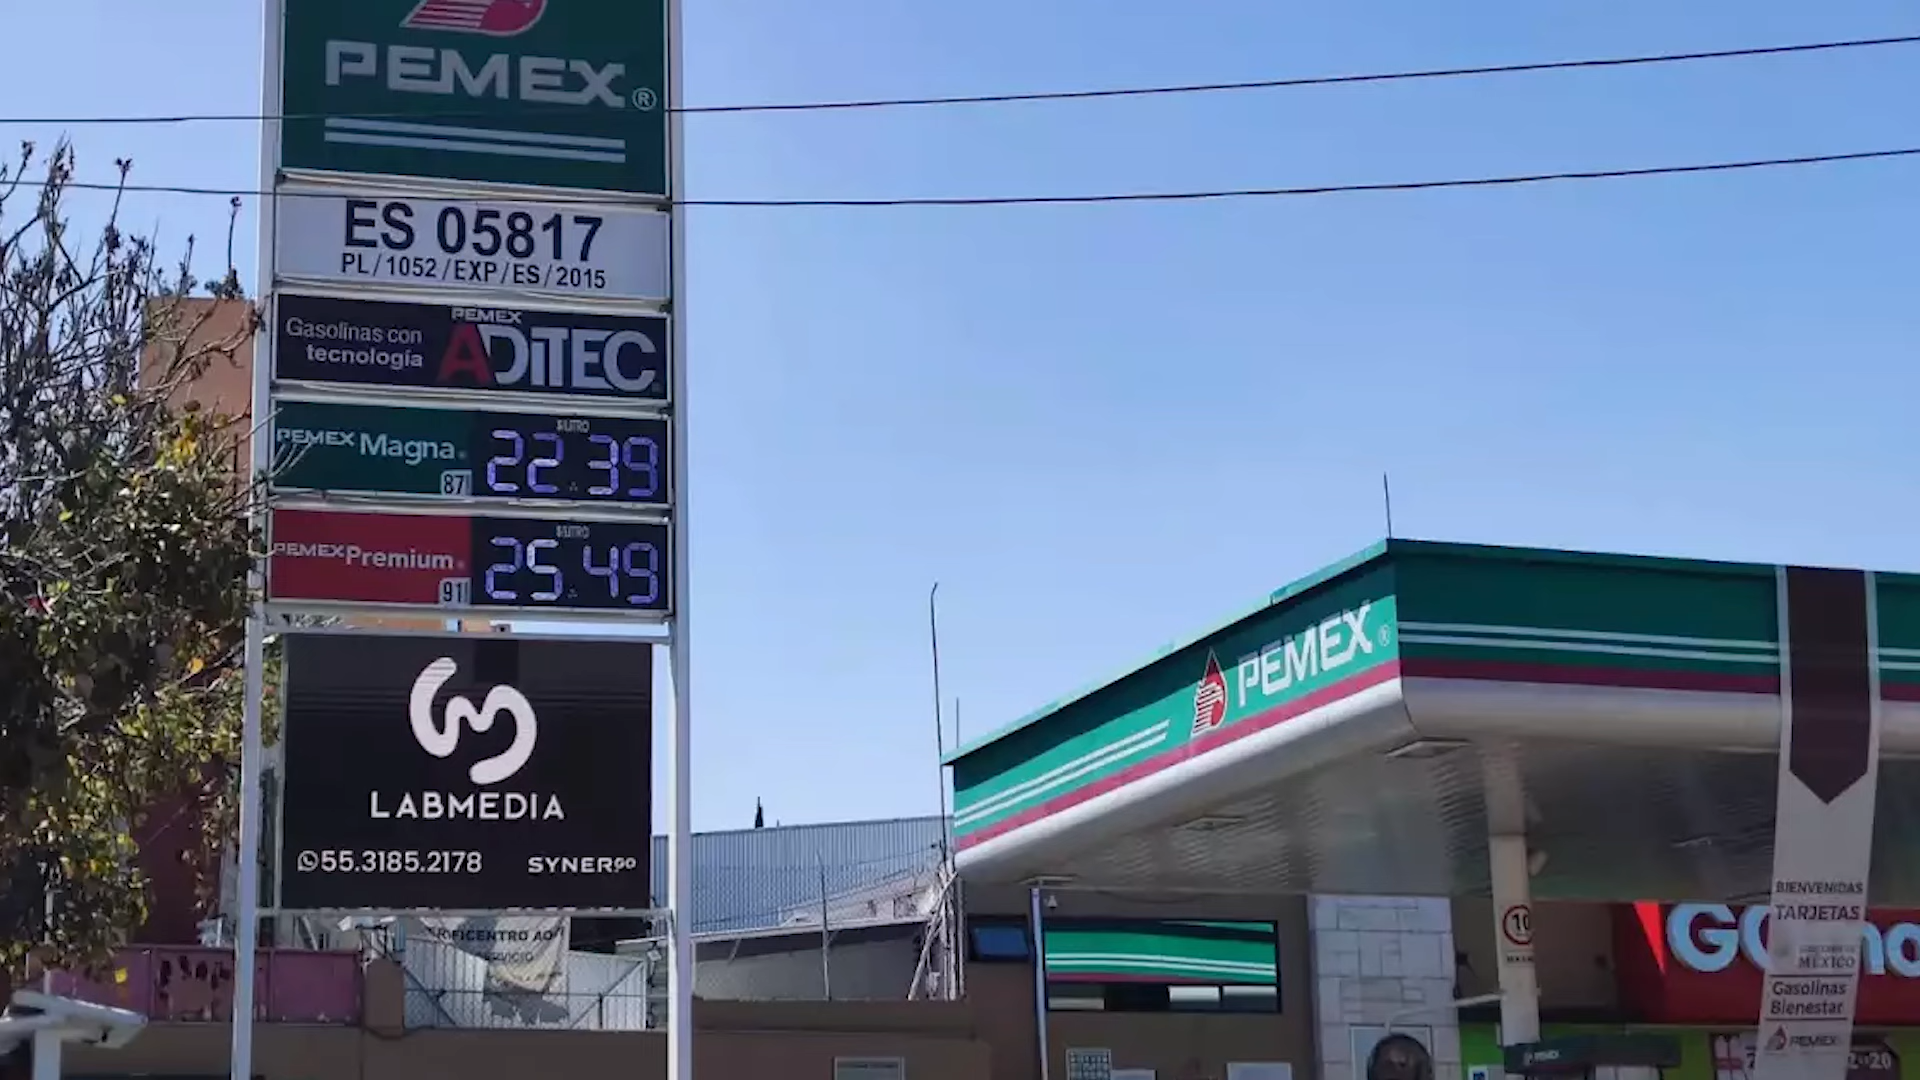 PEMEX®
ES 05817
PL/1052/EXP/ES/2015
PEMEX
Gasolinas con
tecnología
ADiTEC
$/LITRO
PEMEX Magna
87
22.39
$/LITRO
PEMEX Premium
91
25.49
LABMEDIA
55.3185.2178
SYNERGO
PEMEX®
10
BIENVENIDAS
TARJETAS
MÉXICO
Gasolinas
Bienestar
PEMEX